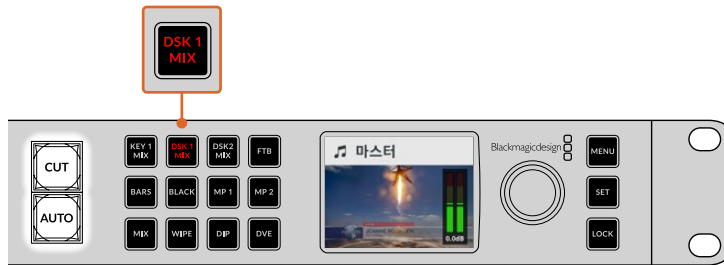 DSK 1
MIX
CUT
AUTO
KEY 1
MIX
DSK 1
MIX
DSK2
MIX
FTB
BARS
BLACK
MP 1
MP 2
MIX
WIPE
DIP
DVE
마스터
0.0dB
Blackmagicdesign
MENU
SET
LOCK